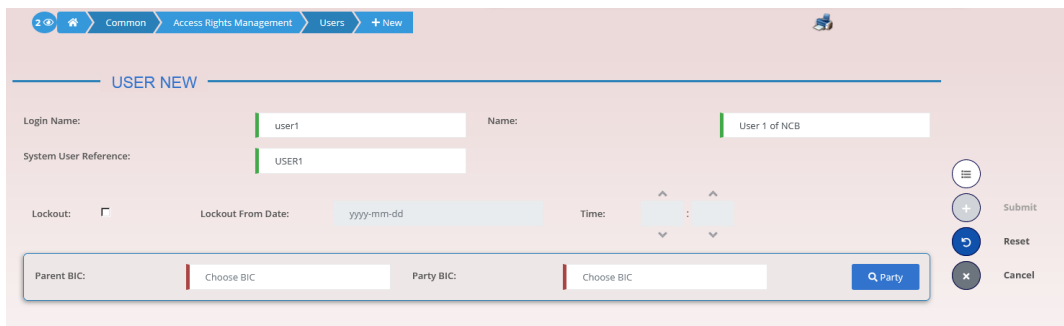 2 Common Access Rights Management Users + New
USER NEW
Login Name: user1 Name: User 1 of NCB
System User Reference: USER1
Lockout: Lockout From Date: yyyy-mm-dd Time: :
Submit
Reset
Parent BIC: Choose BIC Party BIC: Choose BIC Party
Cancel